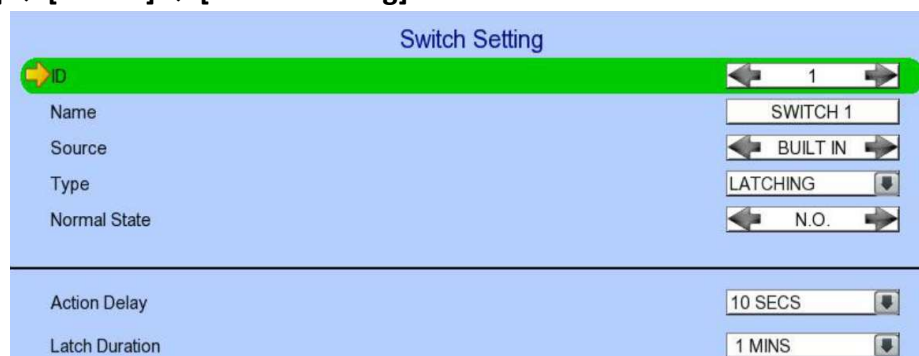 Switch Setting
ID 1
Name SWITCH 1
Source BUILT IN
Type LATCHING
Normal State N.O.
Action Delay 10 SECS
Latch Duration 1 MINS